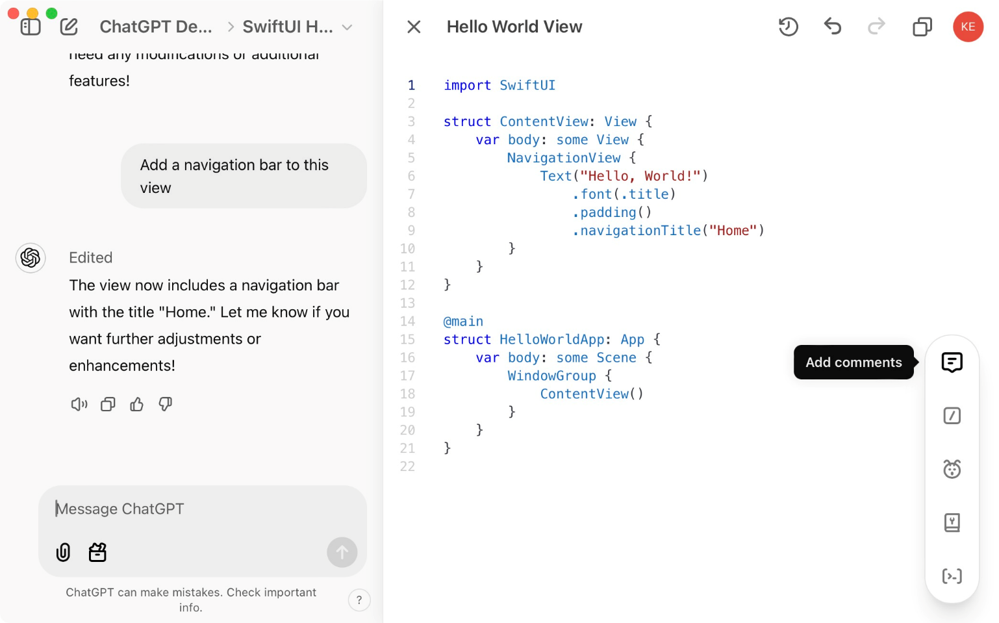 ChatGPT De... > SwiftUI H...
need any modifications or additional
features!
Add a navigation bar to this
view
Edited
The view now includes a navigation bar
with the title "Home." Let me know if you
want further adjustments or
enhancements!
Message ChatGPT
ChatGPT can make mistakes. Check important
info.
?
Hello World View
KE
1 import SwiftUI
2
3 struct ContentView: View {
4     var body: some View {
5         NavigationView {
6             Text("Hello, World!")
7                 .font(.title)
8                 .padding()
9                 .navigationTitle("Home")
10         }
11     }
12 }
13
14 @main
15 struct HelloWorldApp: App {
16     var body: some Scene {
17         WindowGroup {
18             ContentView()
19         }
20     }
21 }
22
Add comments